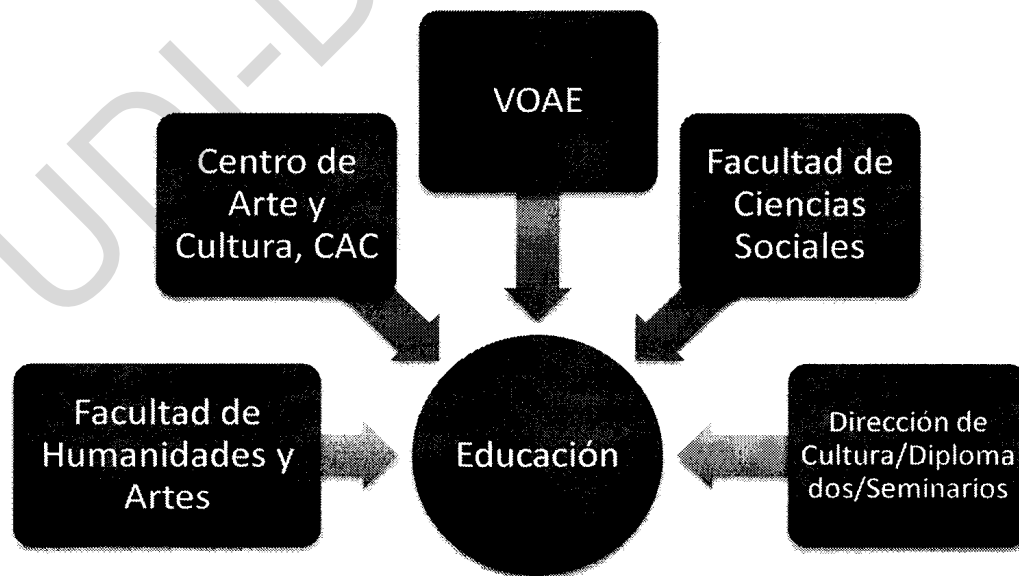 VOAE
Centro de
Arte y
Cultura, CAC
Facultad de
Ciencias
Sociales
Facultad de
Humanidades y
Artes
Educación
Dirección de
Cultura/Diploma
dos/Seminarios